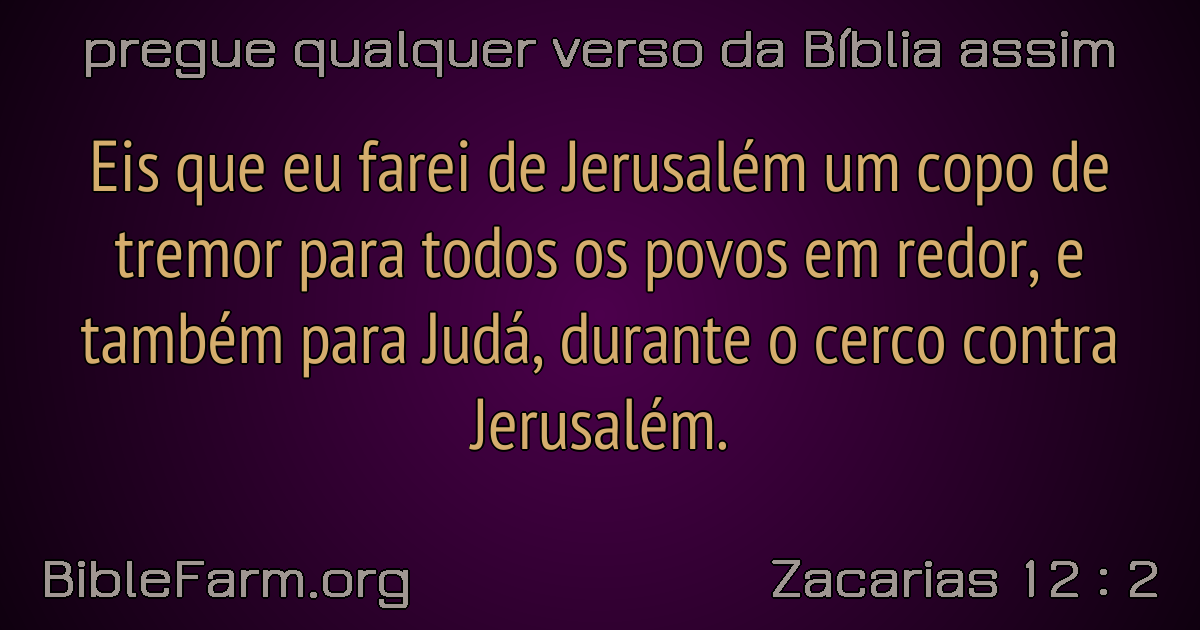 pregue qualquer verso da Bíblia assim
Eis que eu farei de Jerusalém um copo de
tremor para todos os povos em redor, e
também para Judá, durante o cerco contra
Jerusalém.
BibleFarm.org
Zacarias 12 : 2